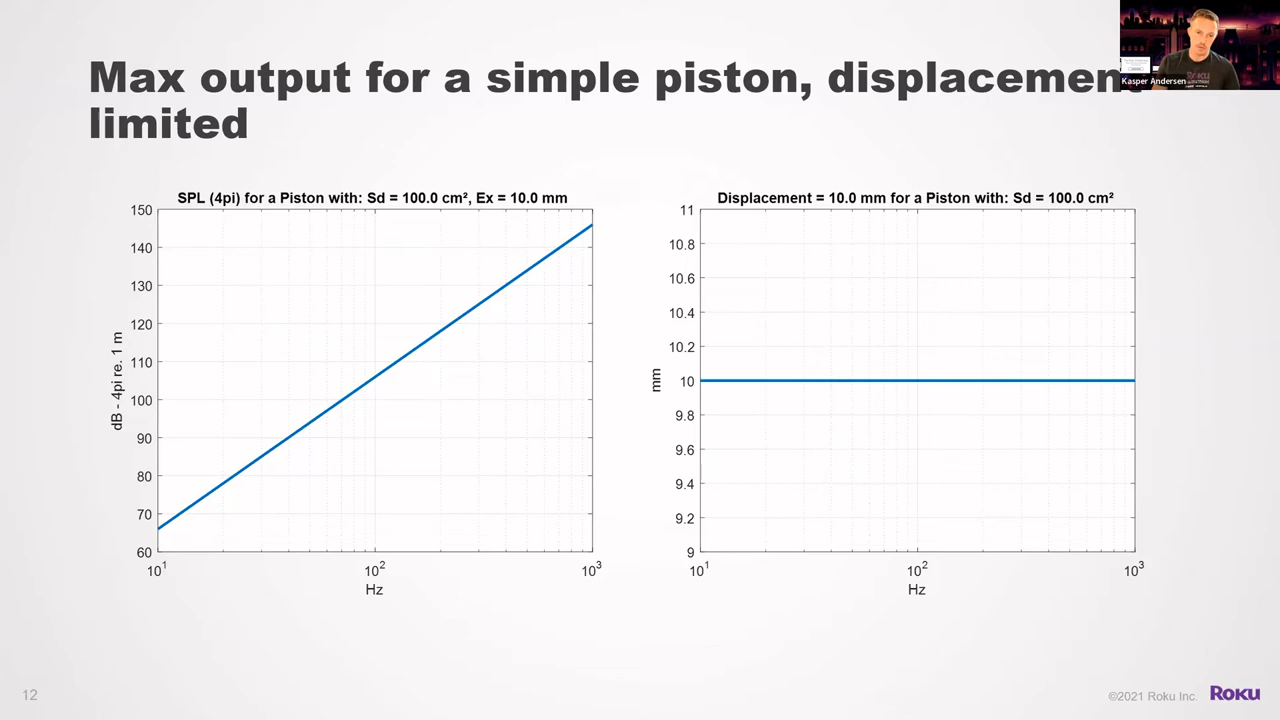 Max output for a simple piston, displacement
limited
Kasper Andersen
SPL (4pi) for a Piston with: Sd = 100.0 cm², Ex = 10.0 mm
150
140
130
120
110
100
90
80
70
60
dB - 4pi re. 1 m
10¹
10²
10³
Hz
Displacement = 10.0 mm for a Piston with: Sd = 100.0 cm²
11
10.8
10.6
10.4
10.2
10
9.8
9.6
9.4
9.2
9
mm
10¹
10²
10³
Hz
12
©2021 Roku Inc.
ROKU